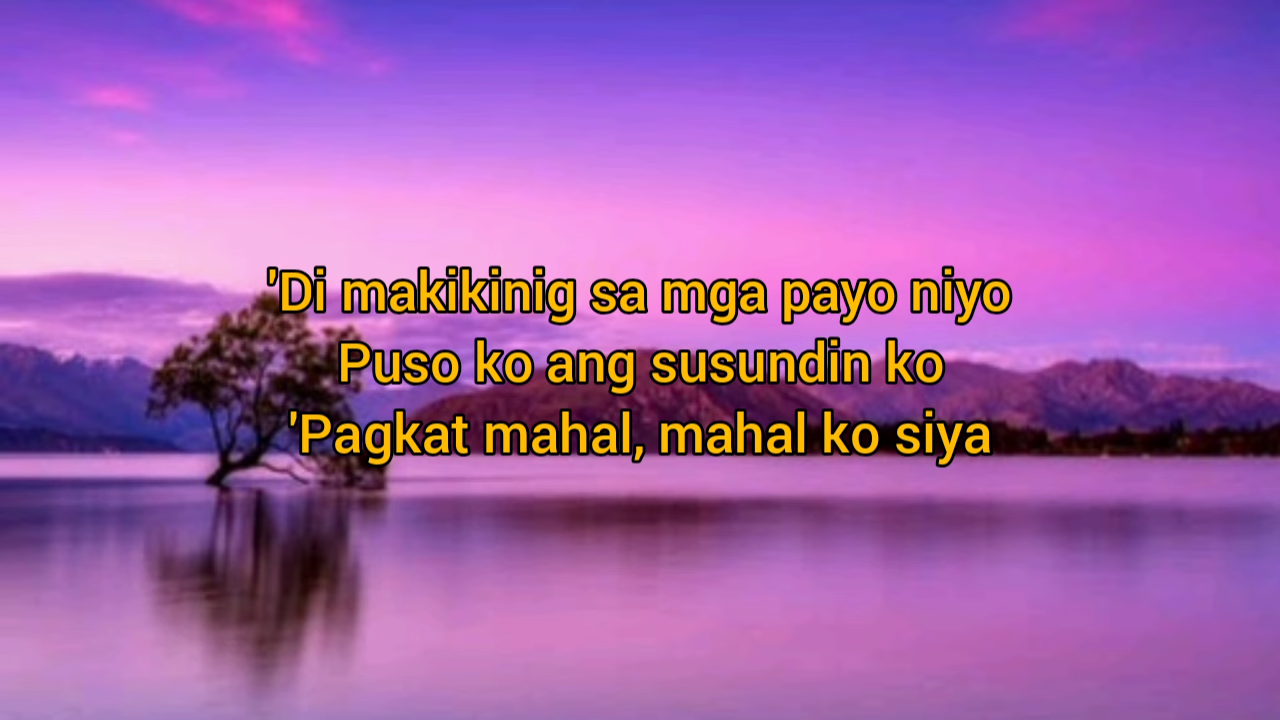 'Di makikinig sa mga payo niyo
Puso ko ang susundin ko
'Pagkat mahal, mahal ko siya